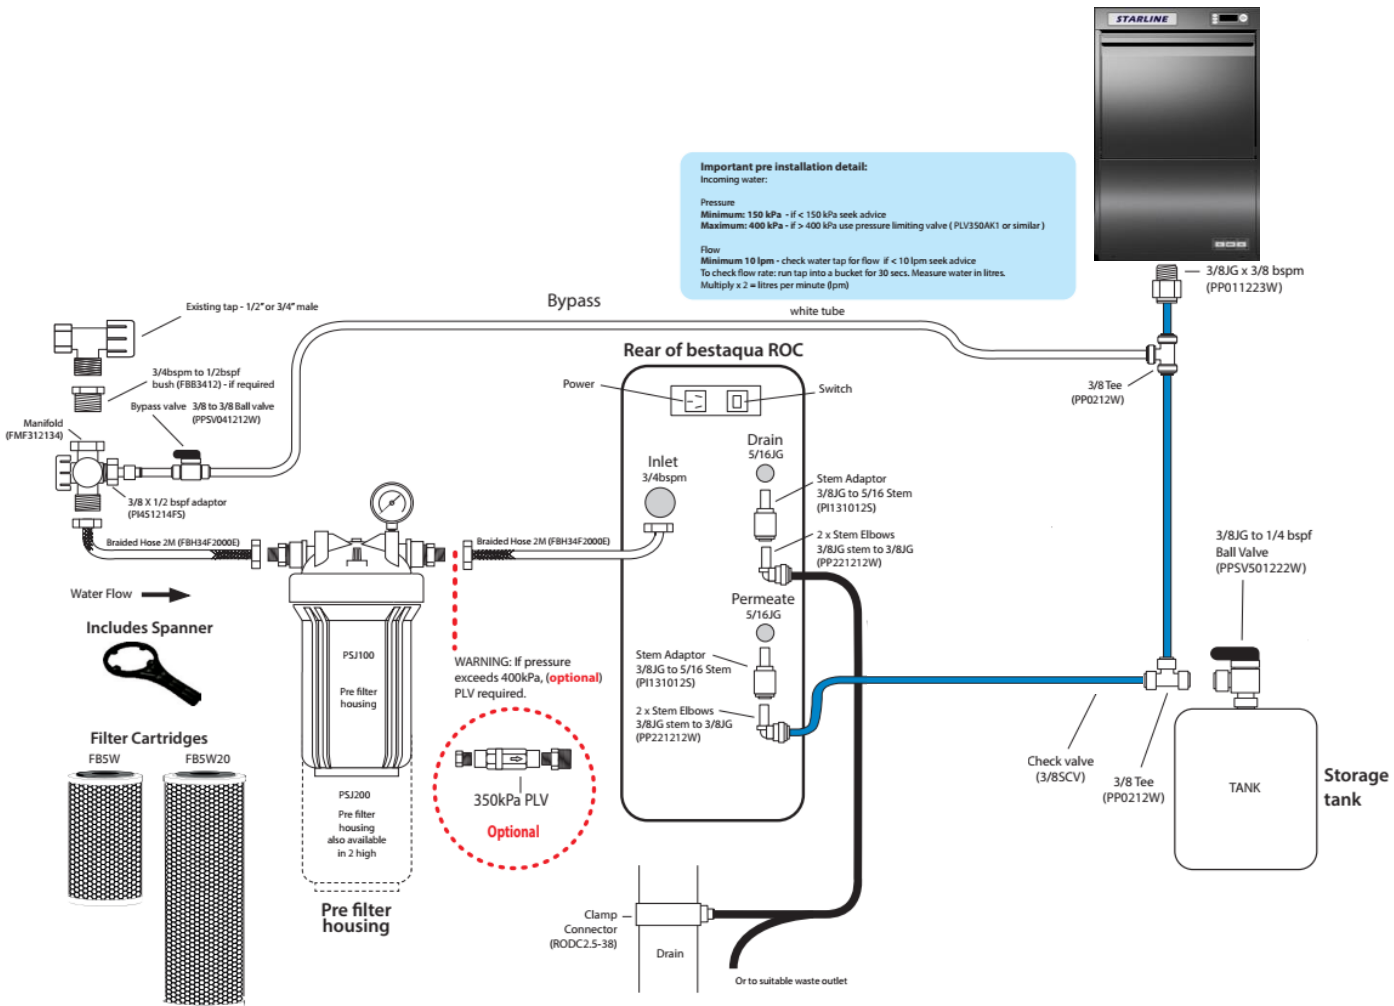 STARLINE
Important pre installation detail:
Incoming water:
Pressure
Minimum: 150 kPa - if < 150 kPa seek advice
Maximum: 400 kPa - if > 400 kPa use pressure limiting valve ( PLV350AK1 or similar )
Flow
Minimum 10 lpm - check water tap for flow if < 10 lpm seek advice
To check flow rate: run tap into a bucket for 30 secs. Measure water in litres.
Multiply x 2 = litres per minute (lpm)
3/8JG x 3/8 bspm
(PP011223W)
Existing tap - 1/2" or 3/4" male
Bypass
white tube
3/4bspm to 1/2bspf
bush (FBB3412) - if required
Bypass valve
3/8 to 3/8 Ball valve
(PPSV041212W)
Manifold
(FMF312134)
3/8 X 1/2 bspf adaptor
(PI451214FS)
Braided Hose 2M (FBH34F2000E)
Braided Hose 2M (FBH34F2000E)
Water Flow
Includes Spanner
Filter Cartridges
FB5W
FB5W20
PSJ100
Pre filter
housing
PSJ200
Pre filter
housing
also available
in 2 high
Pre filter
housing
WARNING: If pressure
exceeds 400kPa, (optional)
PLV required.
350kPa PLV
Optional
Rear of bestaqua ROC
Power
Switch
Inlet
3/4bspm
Drain
5/16JG
Stem Adaptor
3/8JG to 5/16 Stem
(PI131012S)
2 x Stem Elbows
3/8JG stem to 3/8JG
(PP221212W)
Permeate
5/16JG
Stem Adaptor
3/8JG to 5/16 Stem
(PI131012S)
2 x Stem Elbows
3/8JG stem to 3/8JG
(PP221212W)
3/8 Tee
(PP0212W)
3/8JG to 1/4 bspf
Ball Valve
(PPSV501222W)
Check valve
(3/8SCV)
3/8 Tee
(PP0212W)
TANK
Storage
tank
Clamp
Connector
(RODC2.5-38)
Drain
Or to suitable waste outlet